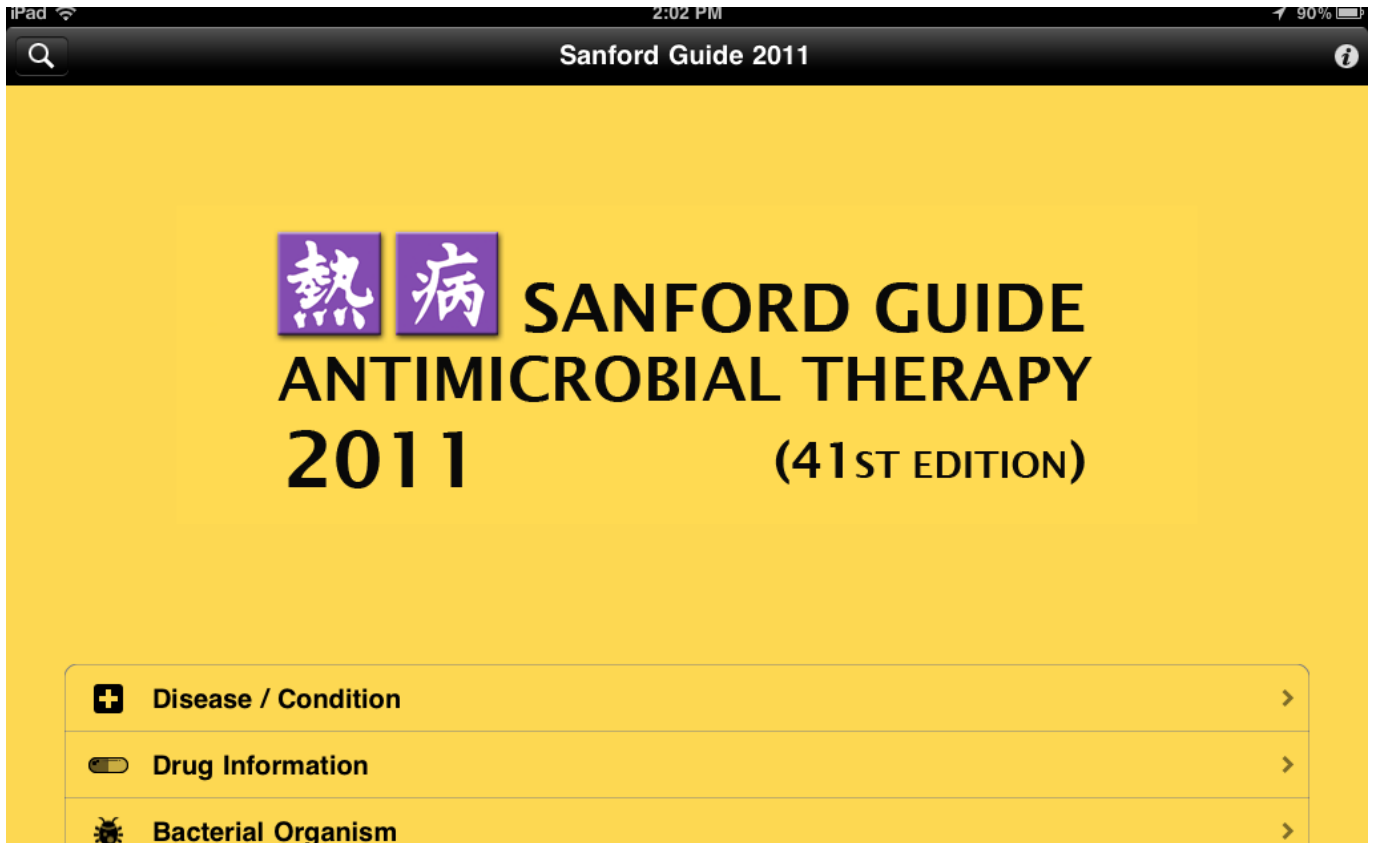 iPad 2:02 PM 90%
Sanford Guide 2011
熱病 SANFORD GUIDE
ANTIMICROBIAL THERAPY
2011 (41ST EDITION)
Disease / Condition
Drug Information
Bacterial Organism